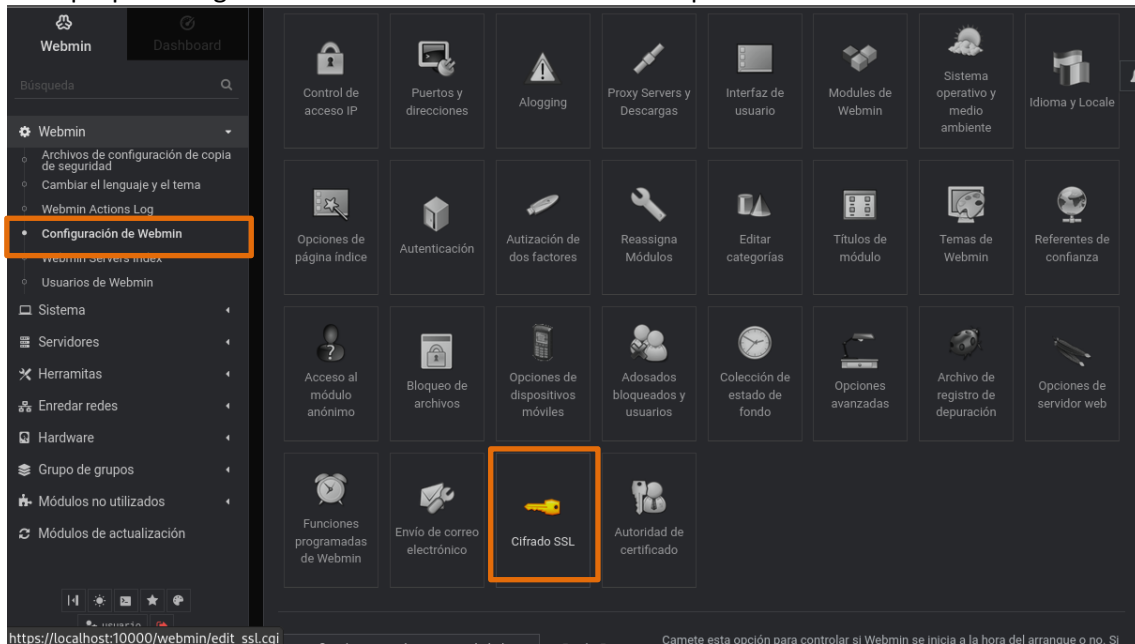 Webmin
Dashboard
Búsqueda
Webmin
Archivos de configuración de copia
de seguridad
Cambiar el lenguaje y el tema
Webmin Actions Log
Configuración de Webmin
Webmin Servers Index
Usuarios de Webmin
Sistema
Servidores
Herramitas
Enredar redes
Hardware
Grupo de grupos
Módulos no utilizados
Módulos de actualización
usuario
https://localhost:10000/webmin/edit_ssl.cgi
Control de
acceso IP
Puertos y
direcciones
Alogging
Proxy Servers y
Descargas
Interfaz de
usuario
Modules de
Webmin
Sistema
operativo y
medio
ambiente
Idioma y Locale
Opciones de
página índice
Autenticación
Autización de
dos factores
Reassigna
Módulos
Editar
categorías
Títulos de
módulo
Temas de
Webmin
Referentes de
confianza
Acceso al
módulo
anónimo
Bloqueo de
archivos
Opciones de
dispositivos
móviles
Adosados
bloqueados y
usuarios
Colección de
estado de
fondo
Opciones
avanzadas
Archivo de
registro de
depuración
Opciones de
servidor web
Funciones
programadas
de Webmin
Envío de correo
electrónico
Cifrado SSL
Autoridad de
certificado
Camete esta opción para controlar si Webmin se inicia a la hora del arranque o no. Si